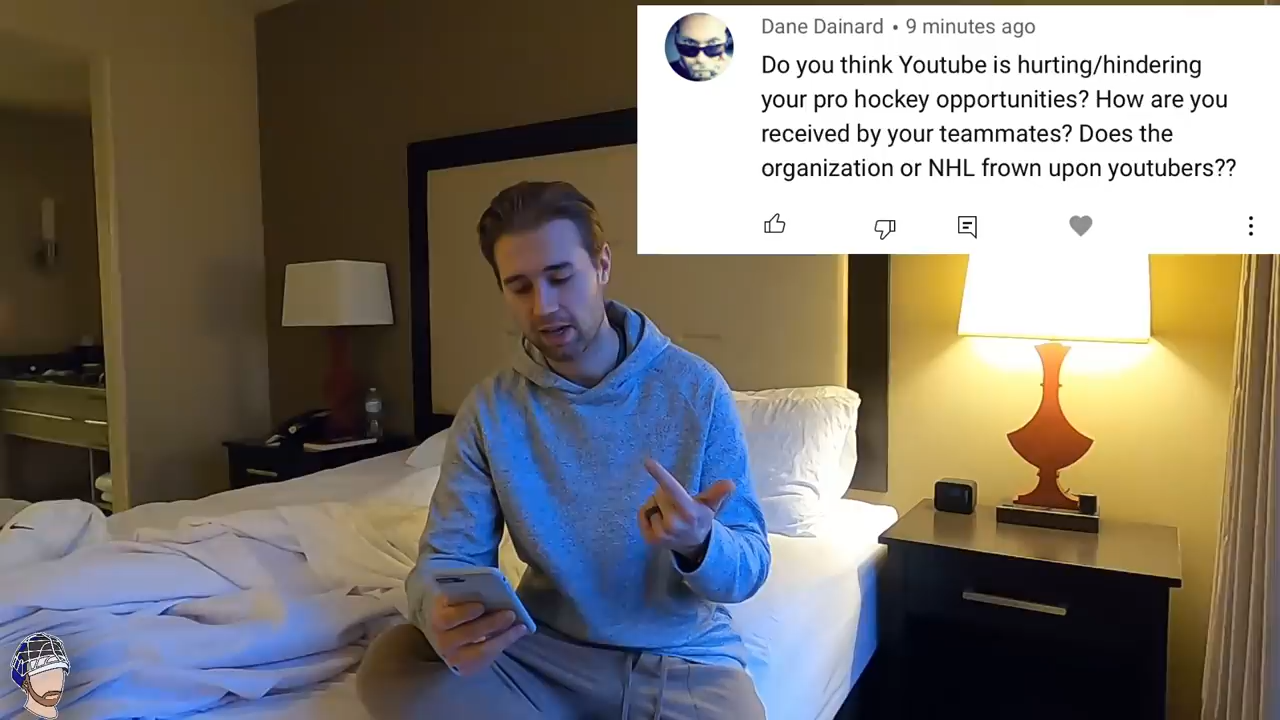 Dane Dainard • 9 minutes ago
Do you think Youtube is hurting/hindering
your pro hockey opportunities? How are you
received by your teammates? Does the
organization or NHL frown upon youtubers??